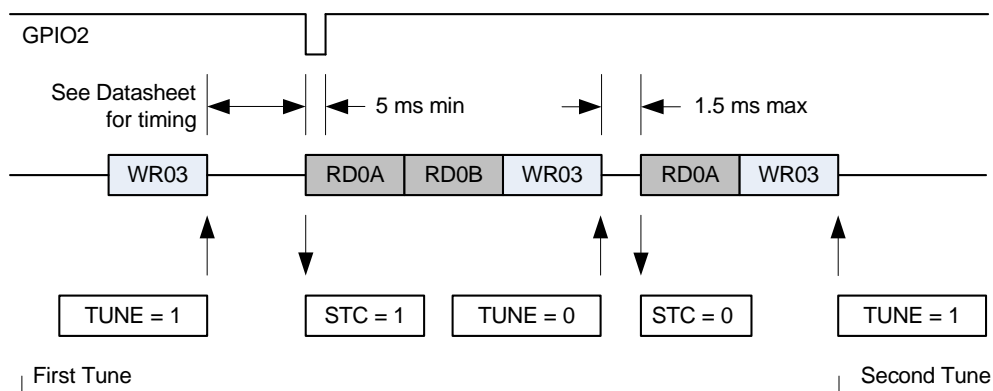 GPIO2
See Datasheet
for timing
5 ms min
1.5 ms max
WR03
RD0A
RD0B
WR03
RD0A
WR03
TUNE = 1
STC = 1
TUNE = 0
STC = 0
TUNE = 1
First Tune
Second Tune